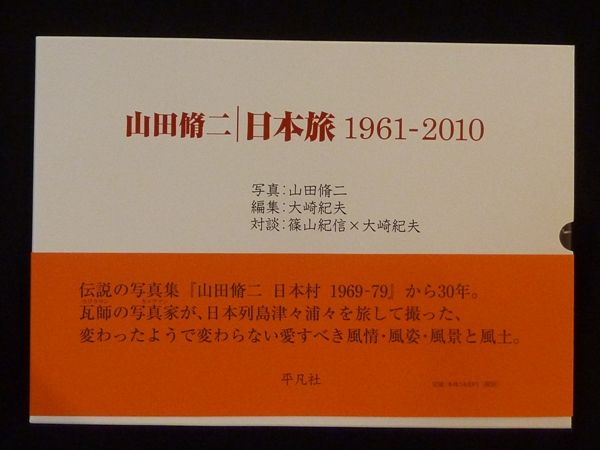 山田脩二 日本旅 1961-2010
写真:山田脩二
編集:大崎紀夫
対談:篠山紀信×大崎紀夫
伝説の写真集『山田脩二 日本村 1969-79』から30年。
瓦師の写真家が、日本列島津々浦々を旅して撮った、
変わったようで変わらない愛すべき風情・風姿・風景と風土。
平凡社